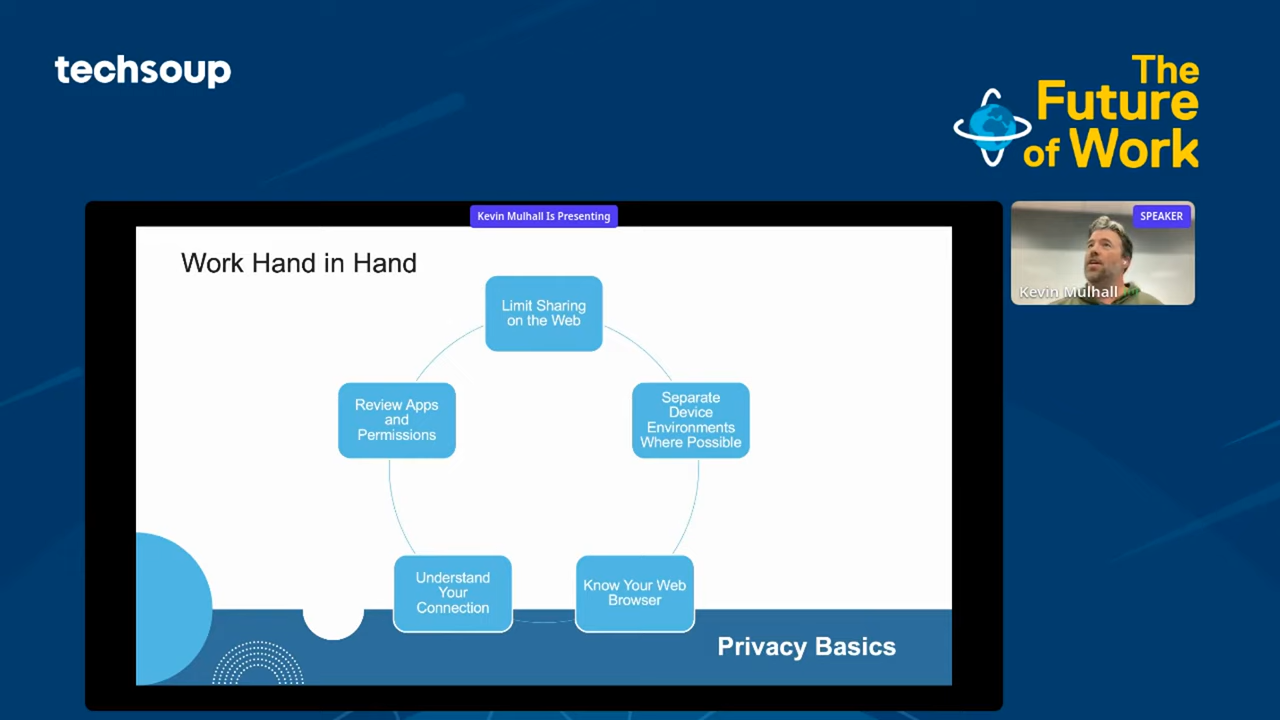 techsoup
The
Future
of Work
Kevin Mulhall Is Presenting
SPEAKER
Kevin Mulhall
Work Hand in Hand
Limit Sharing
on the Web
Separate
Device
Environments
Where Possible
Know Your Web
Browser
Understand
Your
Connection
Review Apps
and
Permissions
Privacy Basics